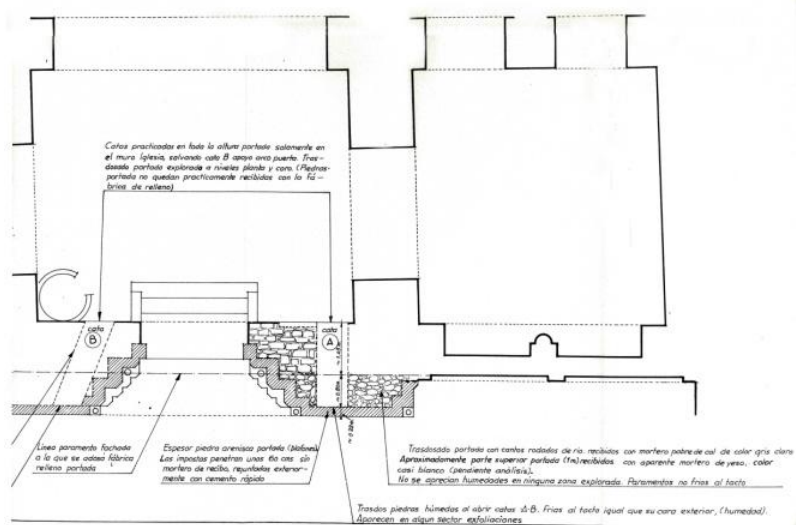 Catas practicadas en toda la altura portada solamente en
el muro Iglesia, salvando cata B apoyo arco puerta. Tras-
dosado portada explorada a niveles planta y coro. (Piedras
portada no quedan practicamente recibidas con la fá-
brica de relleno)
cata
B
cata
A
Línea paramento fachada
a la que se adosa fábrica
relleno portada
Espesor piedra arenisca portada
Las impostas penetran unos 60 cms sin
mortero de recibo, rejuntadas exterior-
mente con cemento rápido
Trasdosado portada con cantos rodados de ría, recibidos con mortero pobre de cal de color gris claro
Aproximadamente parte superior portada (1m) recibidos con aparente mortero de yeso, color
casi blanco (pendiente análisis).
No se aprecian humedades en ninguna zona explorada. Paramentos no fríos al tacto
Trasdos piedras húmedas al abrir catas A-B. Frías al tacto igual que su cara exterior, (humedad).
Aparecen en algun sector exfoliaciones